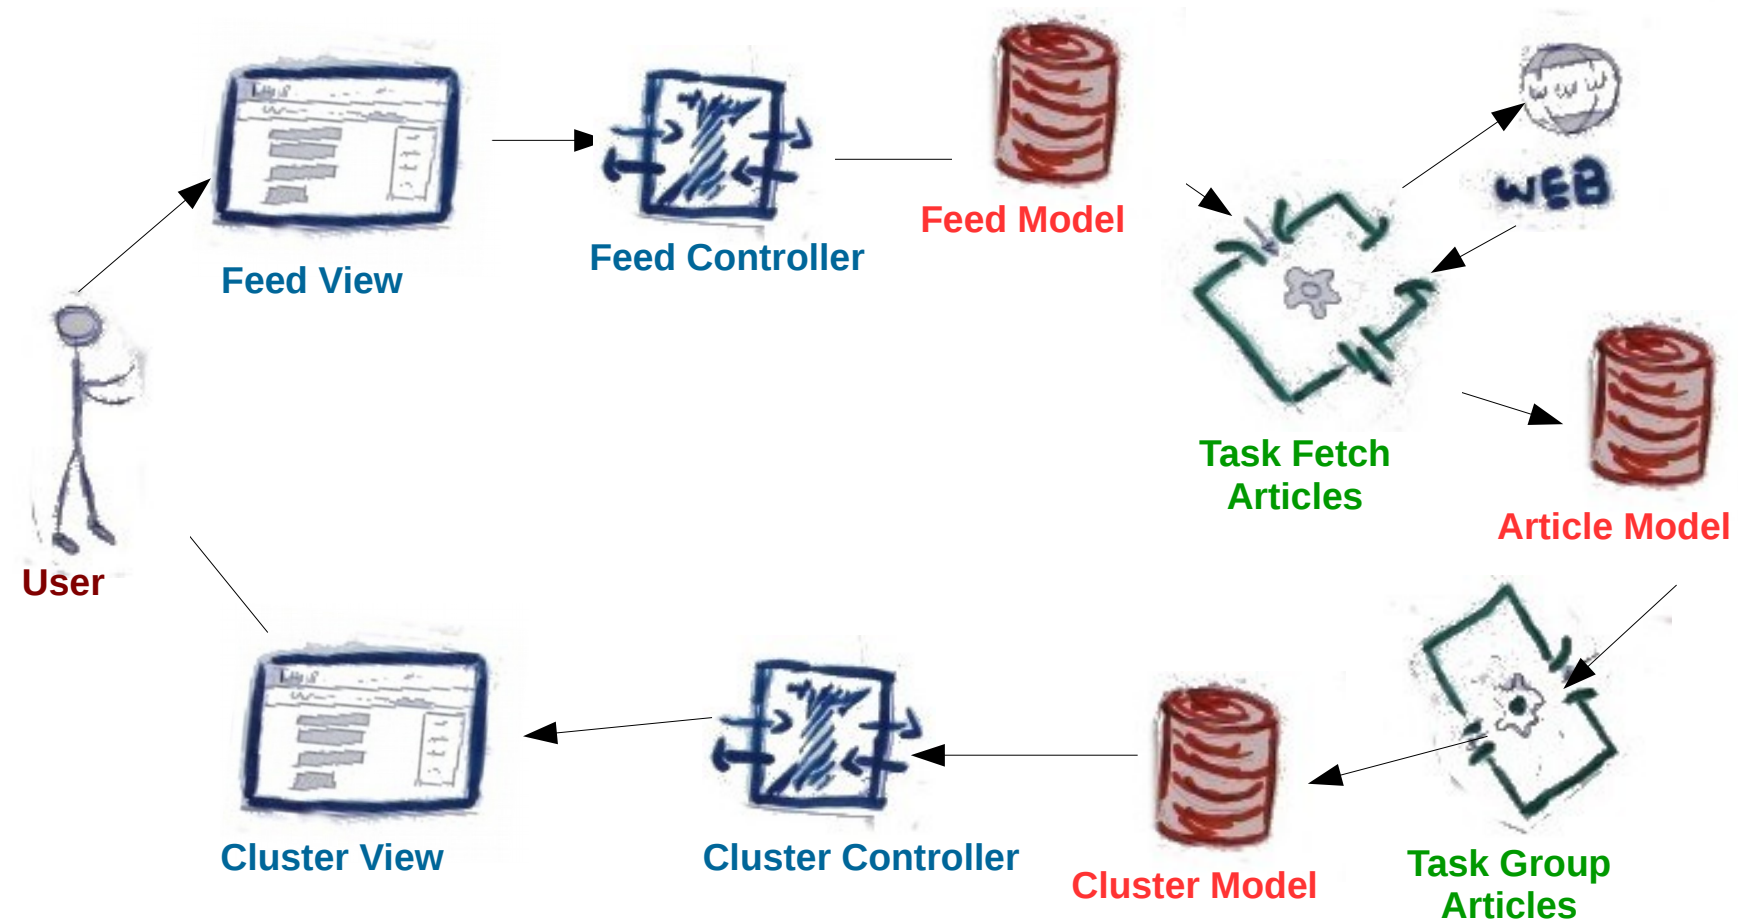 Feed View
Feed Controller
Feed Model
W W W
WEB
Task Fetch
Articles
Article Model
User
Cluster View
Cluster Controller
Cluster Model
Task Group
Articles